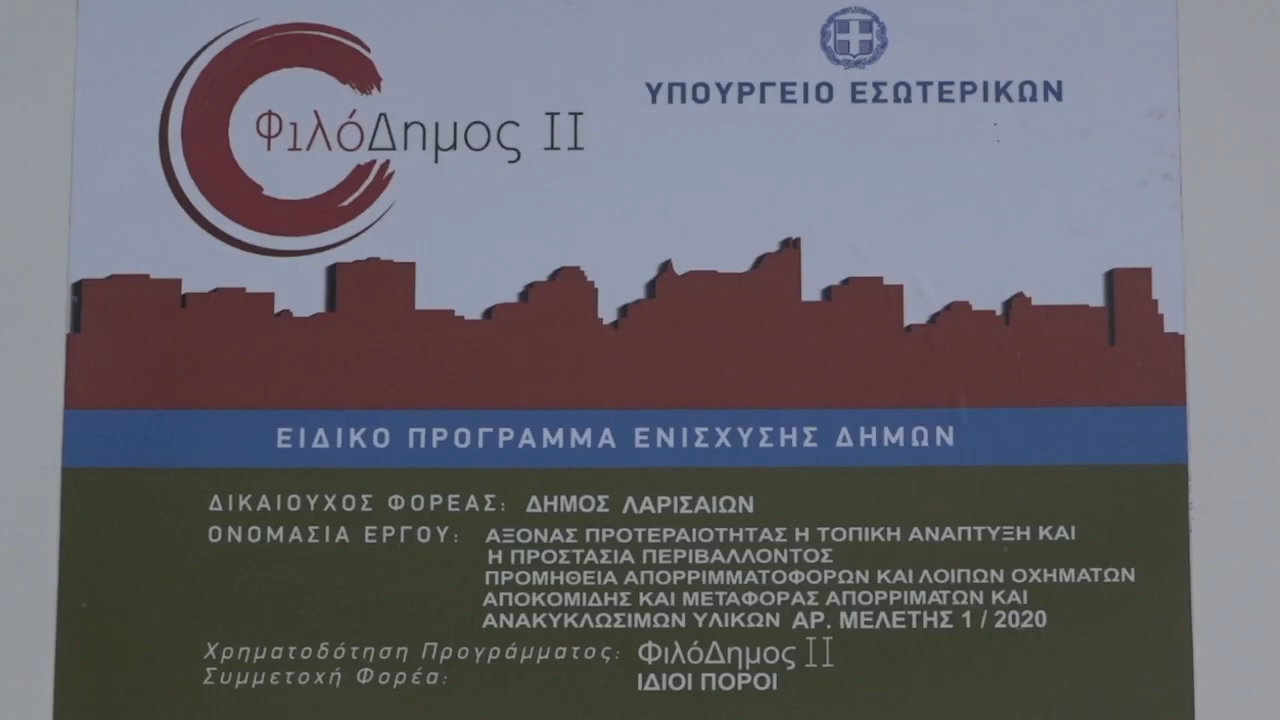 ΦιλόΔημος II
ΥΠΟΥΡΓΕΙΟ ΕΣΩΤΕΡΙΚΩΝ
ΕΙΔΙΚΟ ΠΡΟΓΡΑΜΜΑ ΕΝΙΣΧΥΣΗΣ ΔΗΜΩΝ
ΔΙΚΑΙΟΥΧΟΣ ΦΟΡΕΑΣ: ΔΗΜΟΣ ΛΑΡΙΣΑΙΩΝ
ΟΝΟΜΑΣΙΑ ΕΡΓΟΥ: ΑΞΟΝΑΣ ΠΡΟΤΕΡΑΙΟΤΗΤΑΣ Η ΤΟΠΙΚΗ ΑΝΑΠΤΥΞΗ ΚΑΙ
Η ΠΡΟΣΤΑΣΙΑ ΠΕΡΙΒΑΛΛΟΝΤΟΣ
ΠΡΟΜΗΘΕΙΑ ΑΠΟΡΡΙΜΜΑΤΟΦΟΡΩΝ ΚΑΙ ΛΟΙΠΩΝ ΟΧΗΜΑΤΩΝ
ΑΠΟΚΟΜΙΔΗΣ ΚΑΙ ΜΕΤΑΦΟΡΑΣ ΑΠΟΡΡΙΜΑΤΩΝ ΚΑΙ
ΑΝΑΚΥΚΛΩΣΙΜΩΝ ΥΛΙΚΩΝ ΑΡ. ΜΕΛΕΤΗΣ 1 / 2020
Χρηματοδότηση Προγράμματος: ΦιλόΔημος II
Συμμετοχή Φορέα: ΙΔΙΟΙ ΠΟΡΟΙ